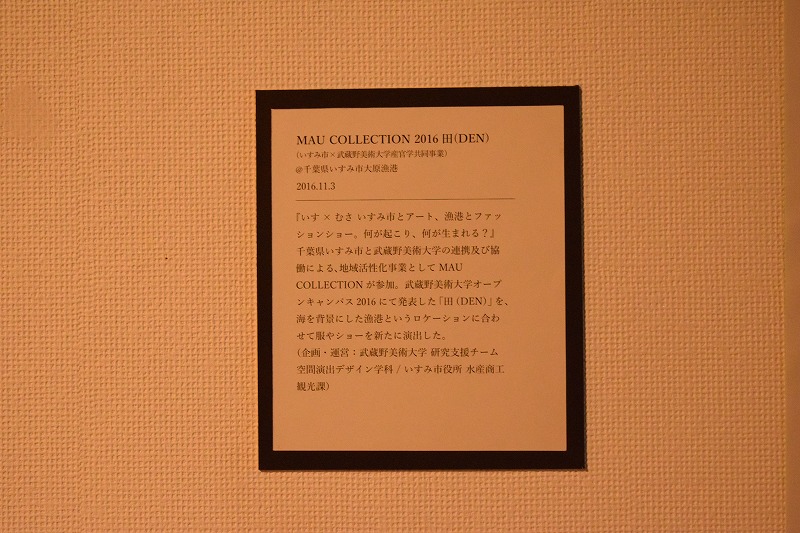 MAU COLLECTION 2016 田（DEN）
（いすみ市×武蔵野美術大学産官学共同事業）
@千葉県いすみ市大原漁港
2016.11.3
『いす × むさ いすみ市とアート、漁港とファッ
ションショー。何が起こり、何が生まれる？』
千葉県いすみ市と武蔵野美術大学の連携及び協
働による、地域活性化事業として MAU
COLLECTION が参加。武蔵野美術大学オープ
ンキャンパス 2016 にて発表した「田（DEN）」を、
海を背景にした漁港というロケーションに合わ
せて服やショーを新たに演出した。
（企画・運営：武蔵野美術大学 研究支援チーム
空間演出デザイン学科 / いすみ市役所 水産商工
観光課）